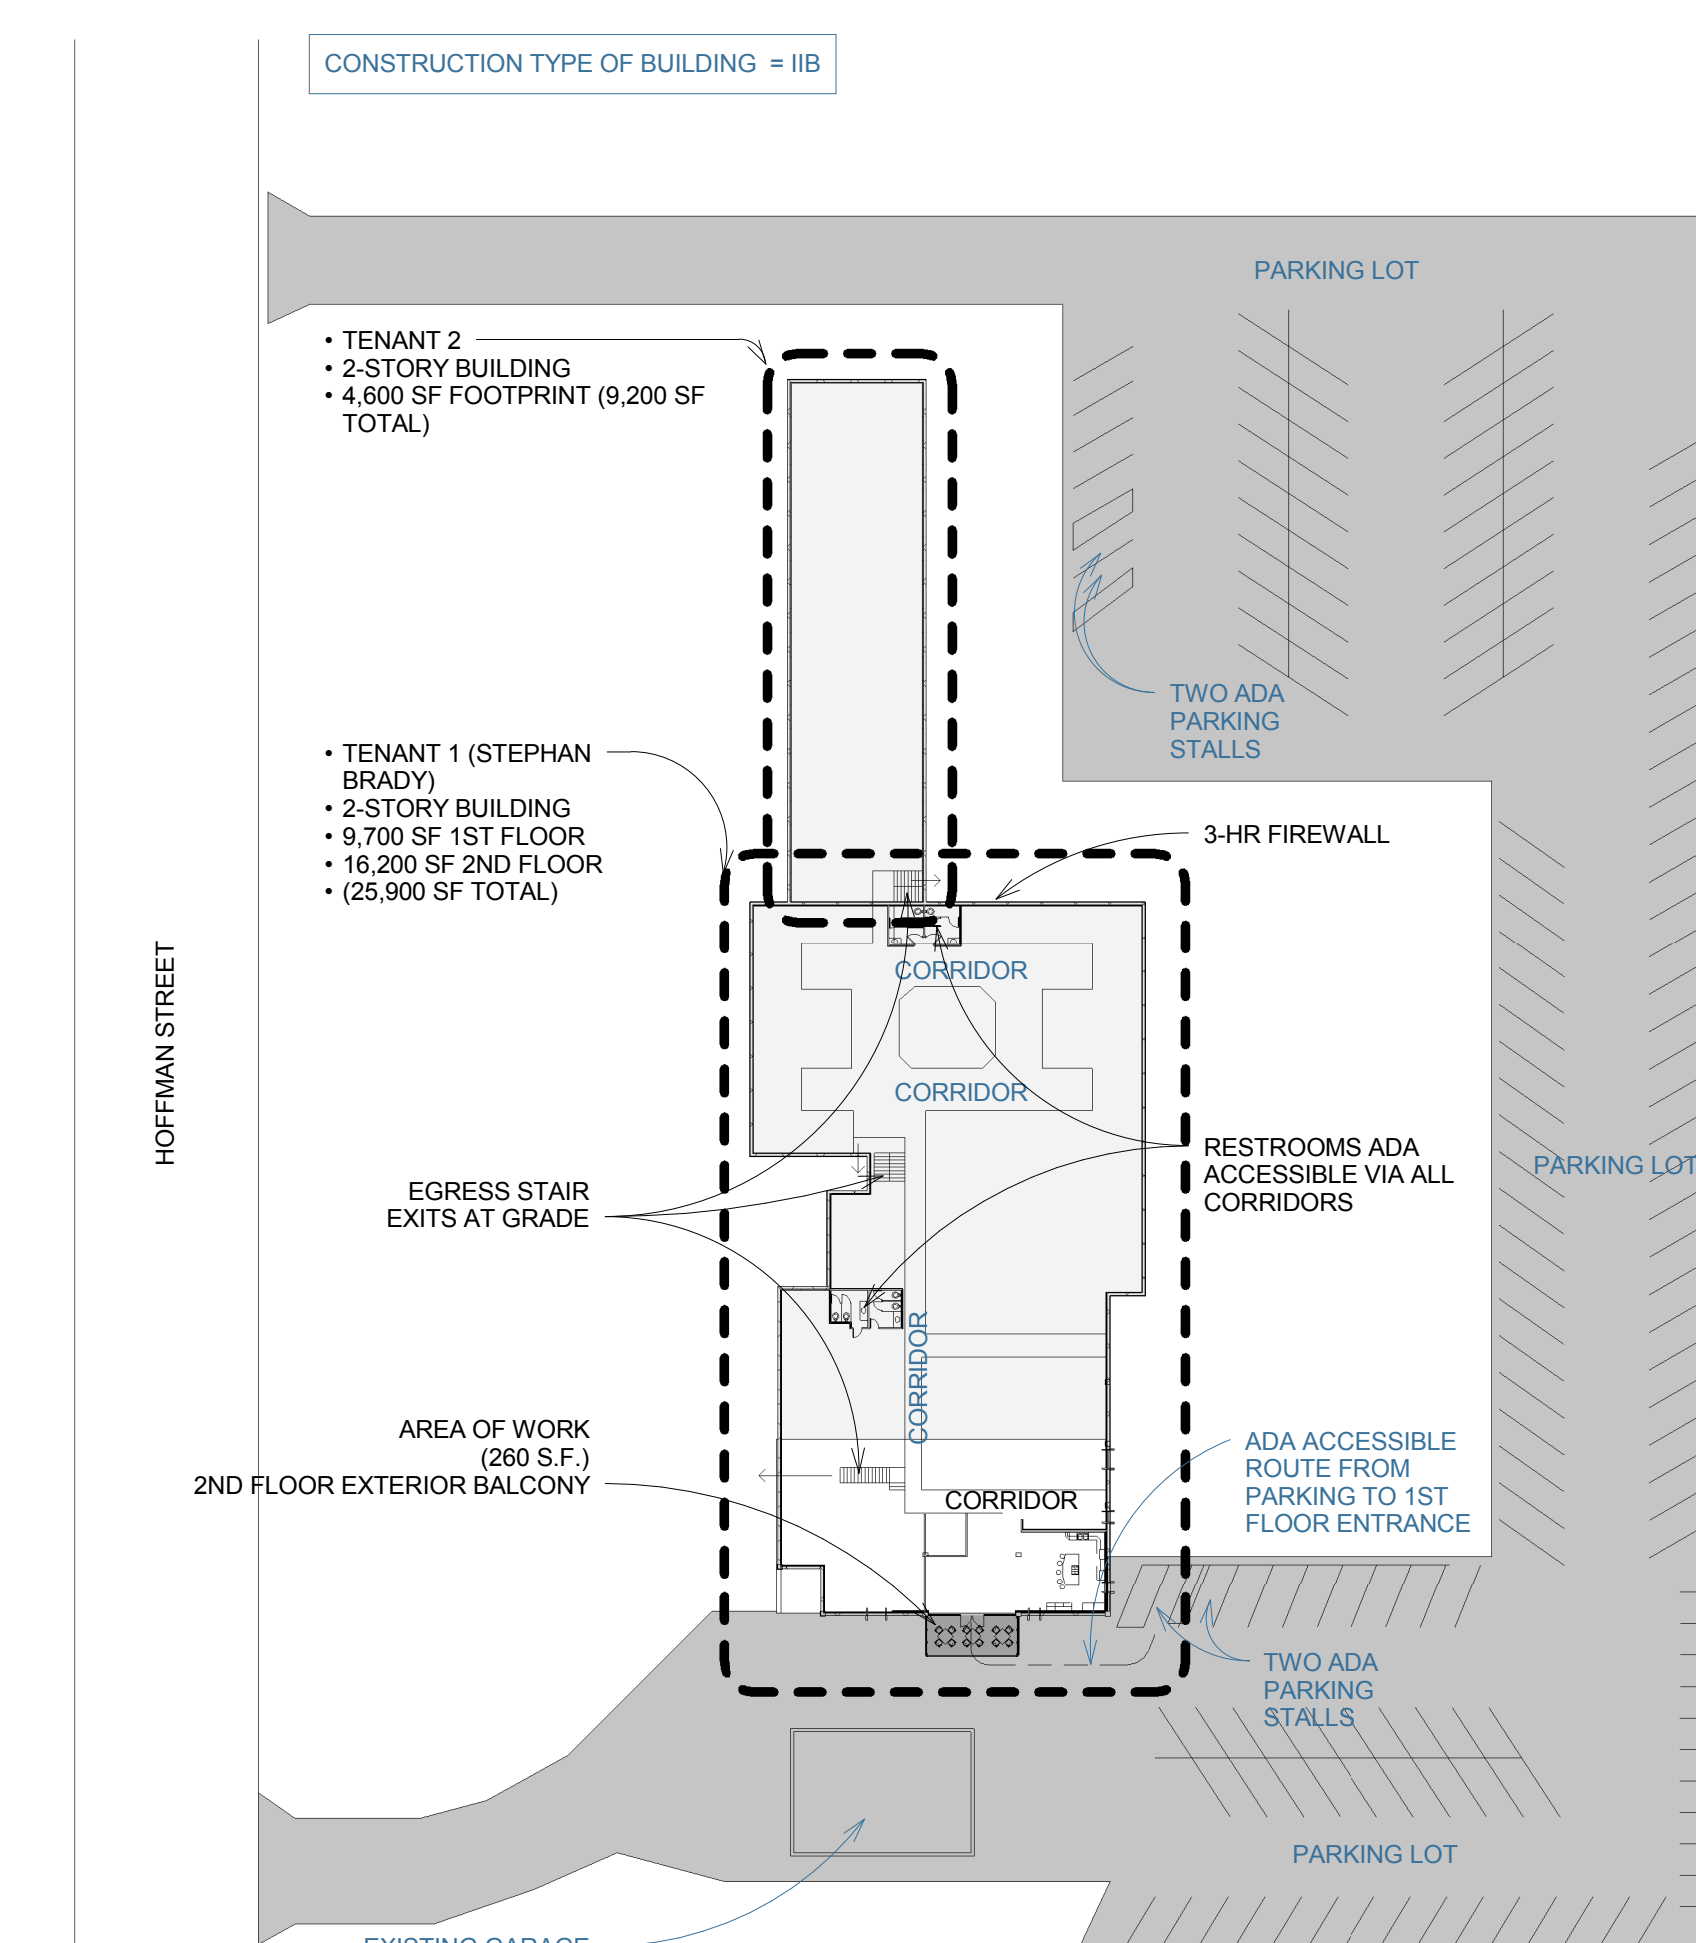 CONSTRUCTION TYPE OF BUILDING = IIB
PARKING LOT
• TENANT 2
• 2-STORY BUILDING
• 4,600 SF FOOTPRINT (9,200 SF
TOTAL)
TWO ADA
PARKING
STALLS
• TENANT 1 (STEPHAN
BRADY)
• 2-STORY BUILDING
• 9,700 SF 1ST FLOOR
• 16,200 SF 2ND FLOOR
• (25,900 SF TOTAL)
3-HR FIREWALL
HOFFMAN STREET
CORRIDOR
CORRIDOR
RESTROOMS ADA
ACCESSIBLE VIA ALL
CORRIDORS
PARKING LOT
EGRESS STAIR
EXITS AT GRADE
CORRIDOR
AREA OF WORK
(260 S.F.)
2ND FLOOR EXTERIOR BALCONY
CORRIDOR
ADA ACCESSIBLE
ROUTE FROM
PARKING TO 1ST
FLOOR ENTRANCE
TWO ADA
PARKING
STALLS
PARKING LOT
EXISTING GARAGE